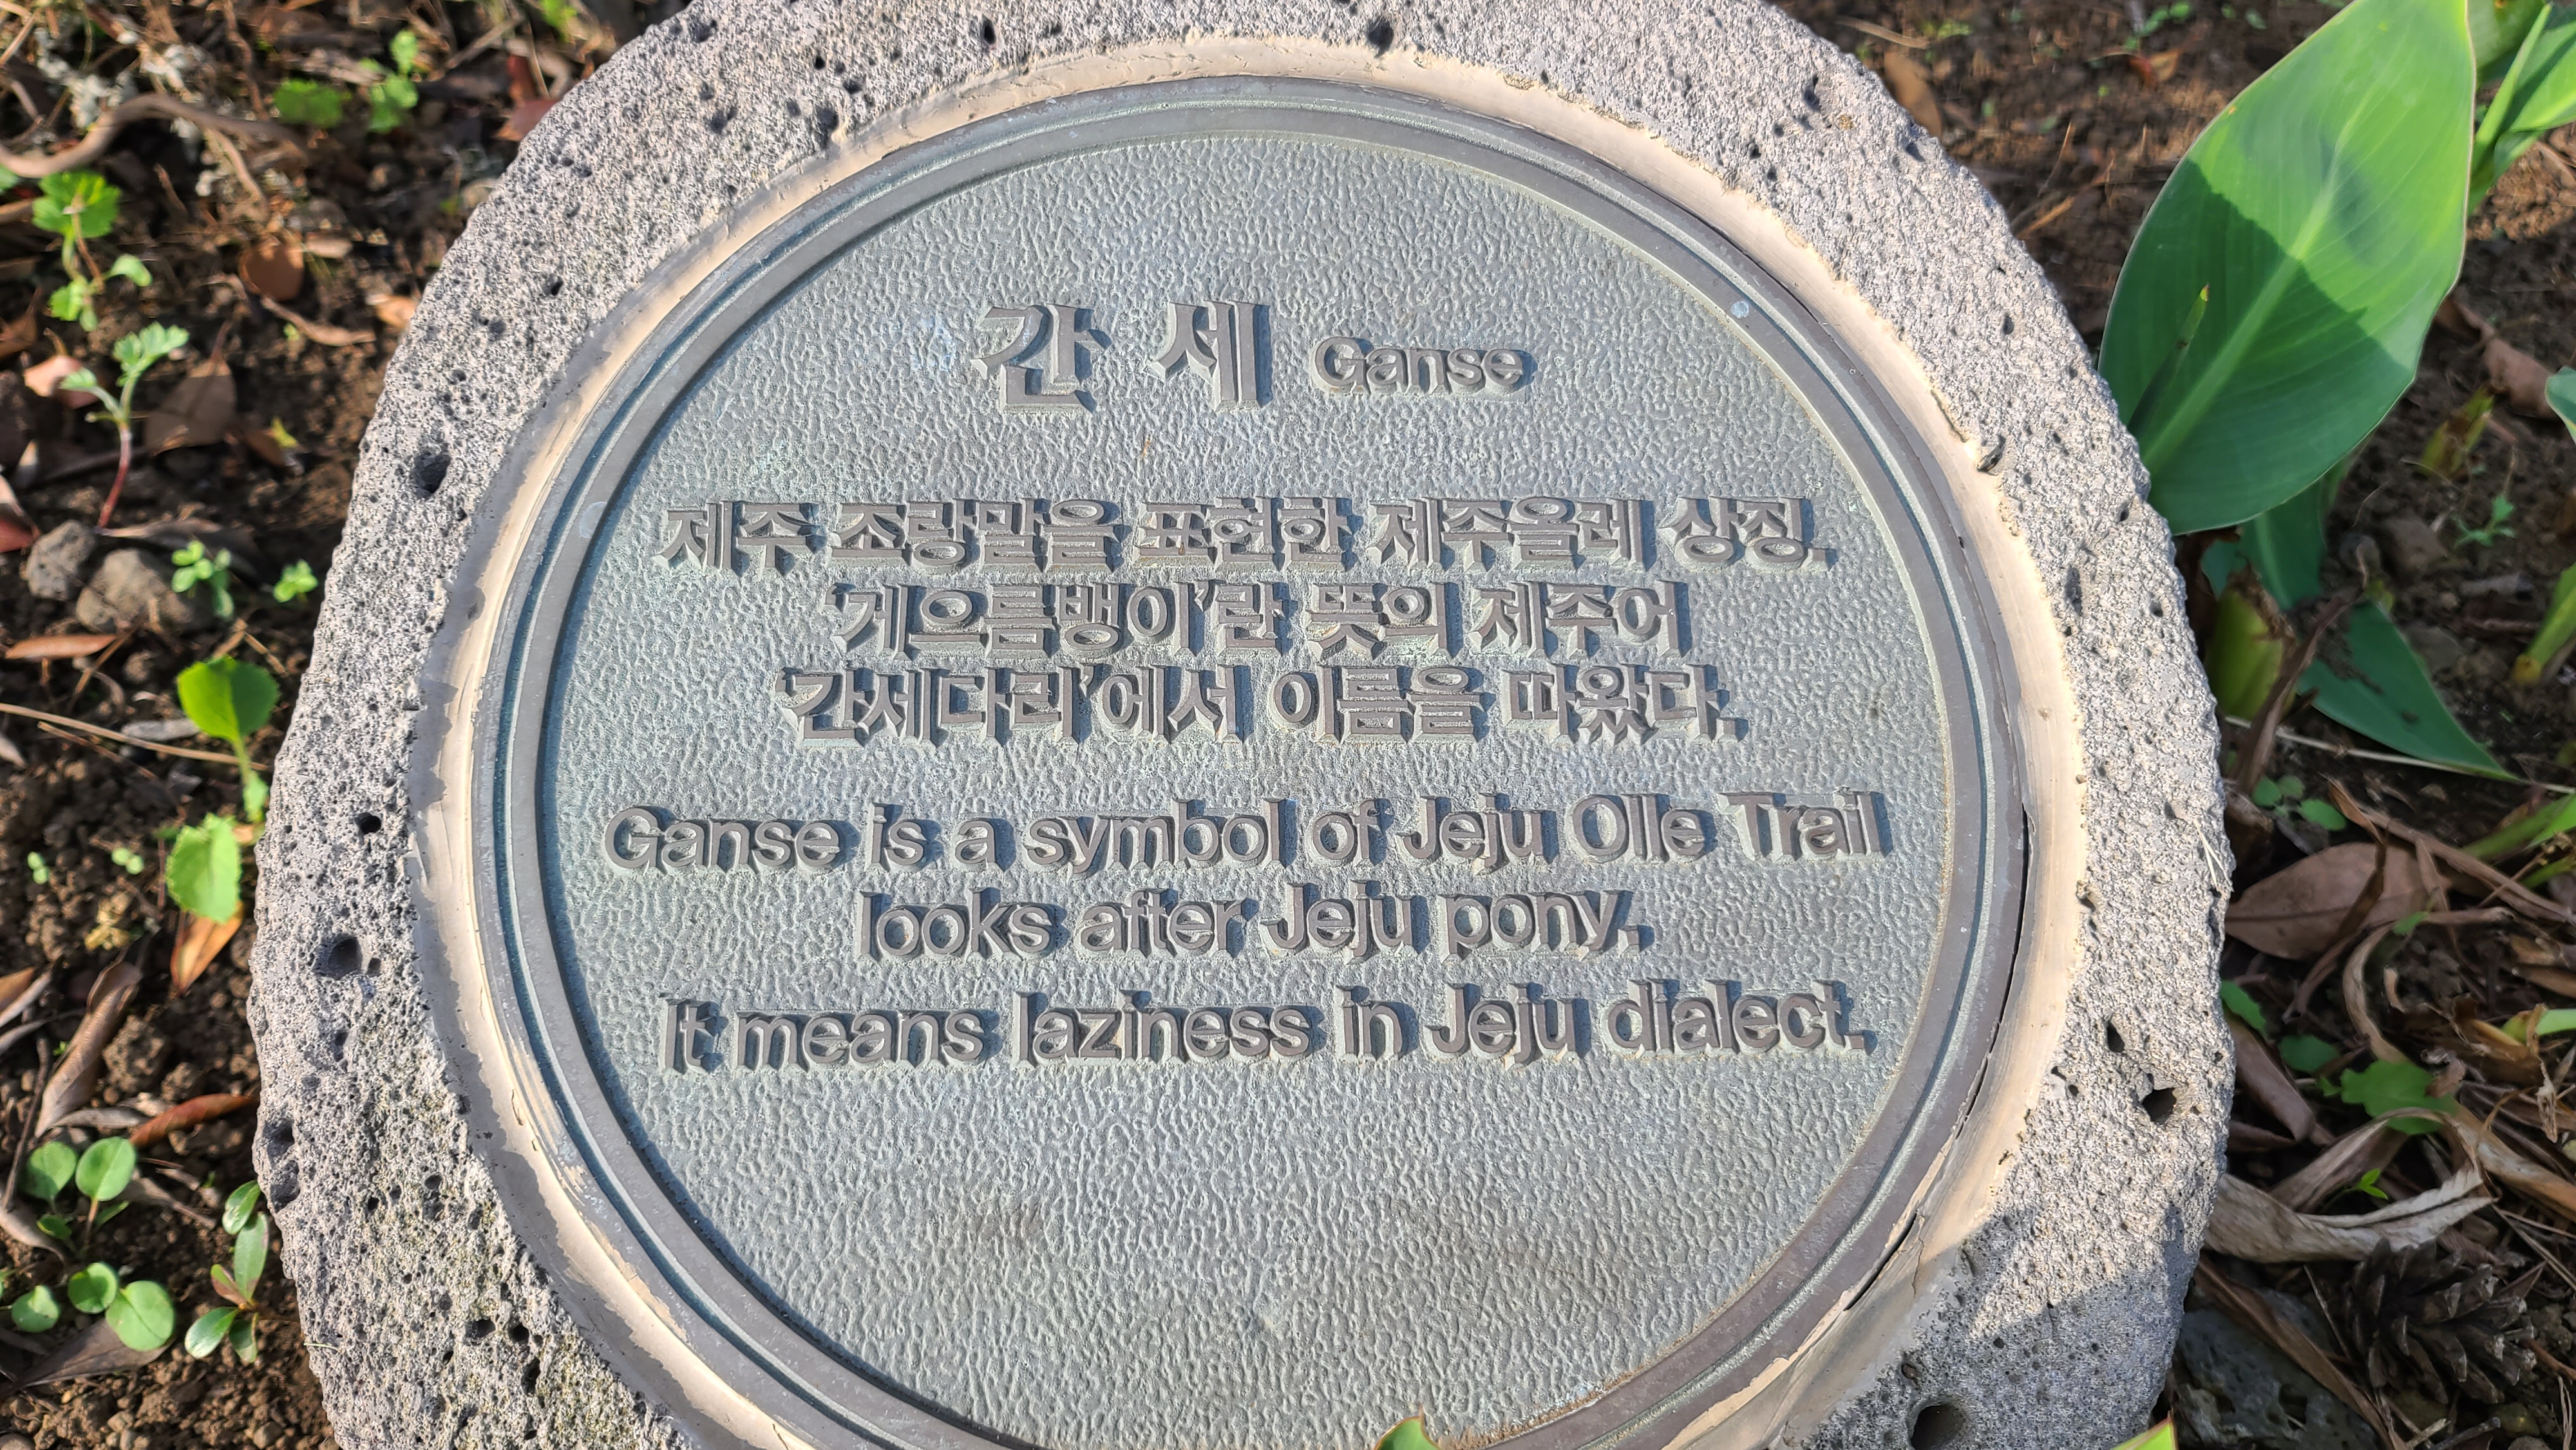 간세 Ganse
제주 조랑말을 표현한 제주올레 상징.
'게으름뱅이'란 뜻의 제주어
'간세다리'에서 이름을 따왔다.
Ganse is a symbol of Jeju Olle Trail
looks after Jeju pony.
It means laziness in Jeju dialect.